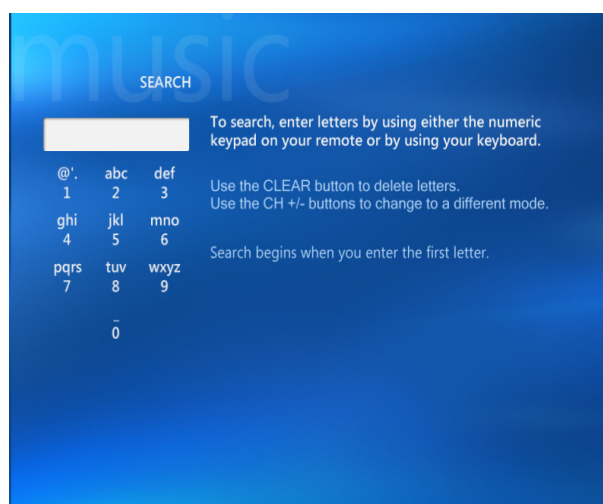 music
SEARCH
To search, enter letters by using either the numeric
keypad on your remote or by using your keyboard.
@'. abc def
1 2 3
Use the CLEAR button to delete letters.
Use the CH +/- buttons to change to a different mode.
ghi jkl mno
4 5 6
Search begins when you enter the first letter.
pqrs tuv wxyz
7 8 9
_
0